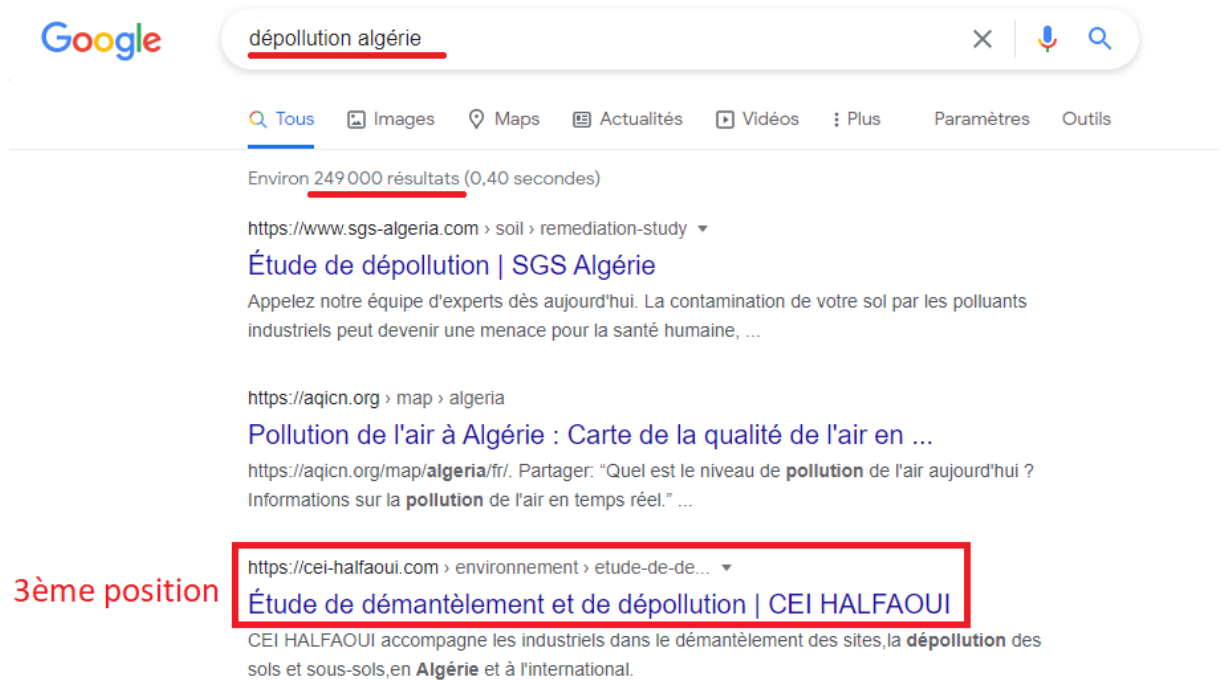 Google
dépollution algérie
Tous Images Maps Actualités Vidéos Plus Paramètres Outils
Environ 249 000 résultats (0,40 secondes)
https://www.sgs-algeria.com › soil › remediation-study
Étude de dépollution | SGS Algérie
Appelez notre équipe d'experts dès aujourd'hui. La contamination de votre sol par les polluants
industriels peut devenir une menace pour la santé humaine, ...
https://aqicn.org › map › algeria
Pollution de l'air à Algérie : Carte de la qualité de l'air en ...
https://aqicn.org/map/algeria/fr/. Partager: “Quel est le niveau de pollution de l'air aujourd'hui ?
Informations sur la pollution de l'air en temps réel.” ...
https://cei-halfaoui.com › environnement › etude-de-de...
3ème position
Étude de démantèlement et de dépollution | CEI HALFAOUI
CEI HALFAOUI accompagne les industriels dans le démantèlement des sites,la dépollution des
sols et sous-sols,en Algérie et à l'international.